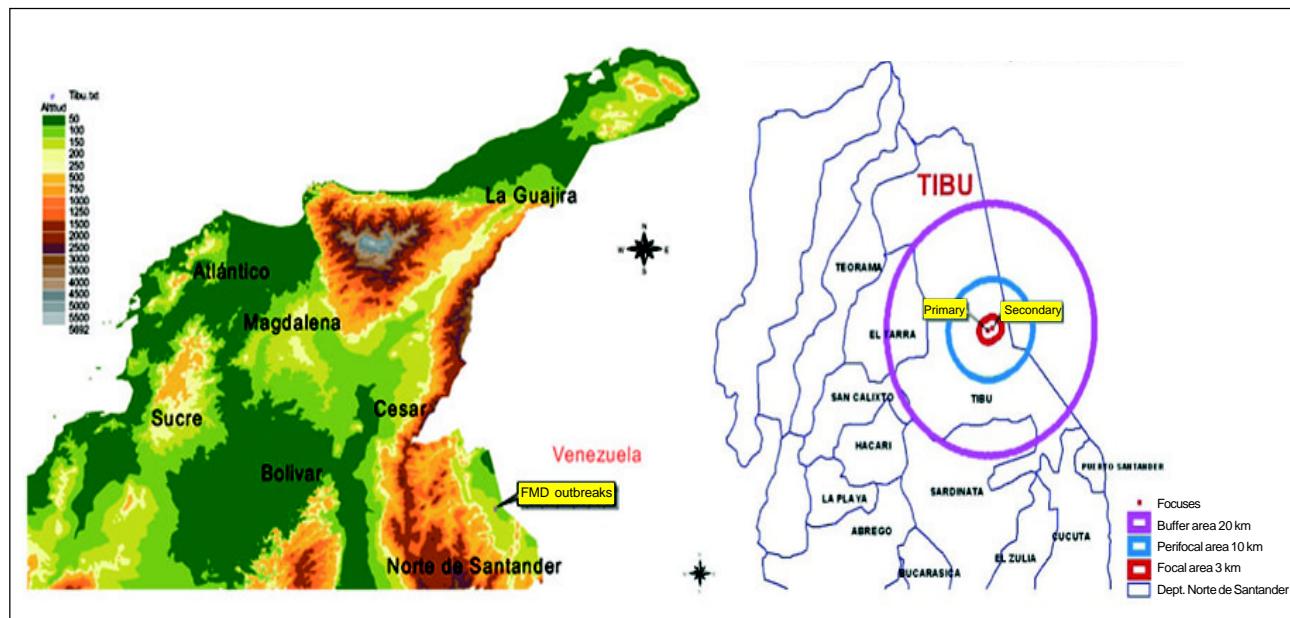 Tibu.txt
Altitud
50
100
150
200
250
500
750
1000
1250
1500
2000
2500
3000
3500
4000
4500
5000
5500
5692
La Guajira
Atlántico
Magdalena
Sucre
Cesar
Bolivar
Venezuela
FMD outbreaks
Norte de Santander
N
W E
S
TIBU
TEORAMA
Primary
Secondary
EL TARRA
SAN CALIXTO
TIBU
HACARI
PUERTO SANTANDER
LA PLAYA
SARDINATA
ABREGO
CUCUTA
EL ZULIA
BUCARASICA
Focuses
Buffer area 20 km
Perifocal area 10 km
Focal area 3 km
Dept. Norte de Santander